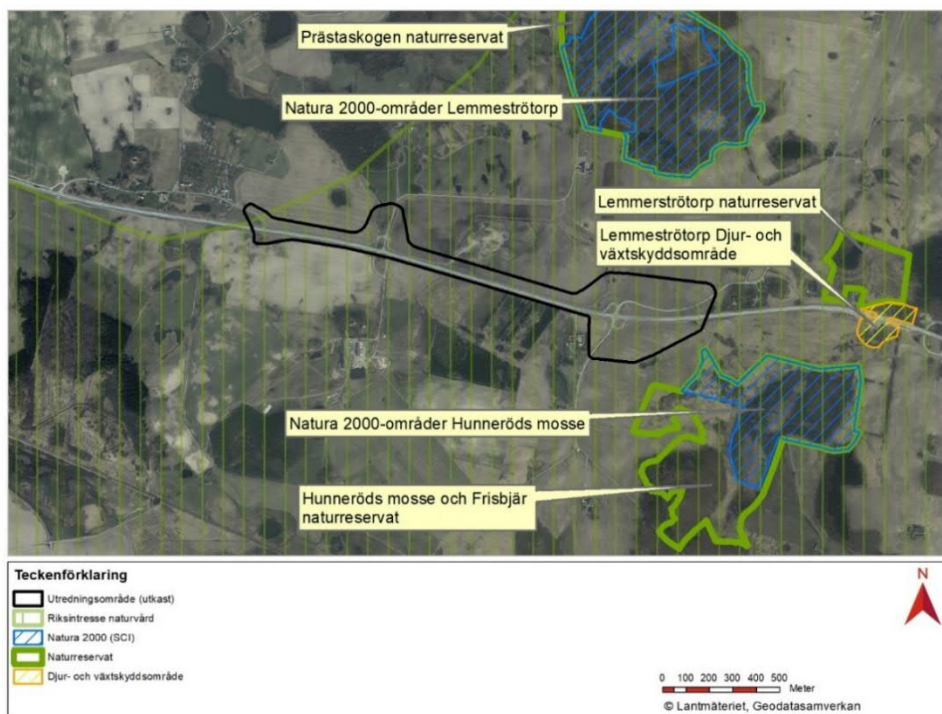 Prästaskogen naturreservat
Natura 2000-områder Lemmeströtorp
Lemmerströtorp naturreservat
Lemmeströtorp Djur- och
växtskyddsområde
Natura 2000-områder Hunneröds mosse
Hunneröds mosse och Frisbjär
naturreservat
Teckenförklaring
Utredningsområde (utkast)
Riksintresse naturvård
Natura 2000 (SCI)
Naturreservat
Djur- och växtskyddsområde
N
0 100 200 300 400 500
Meter
© Lantmäteriet, Geodatasamverkan